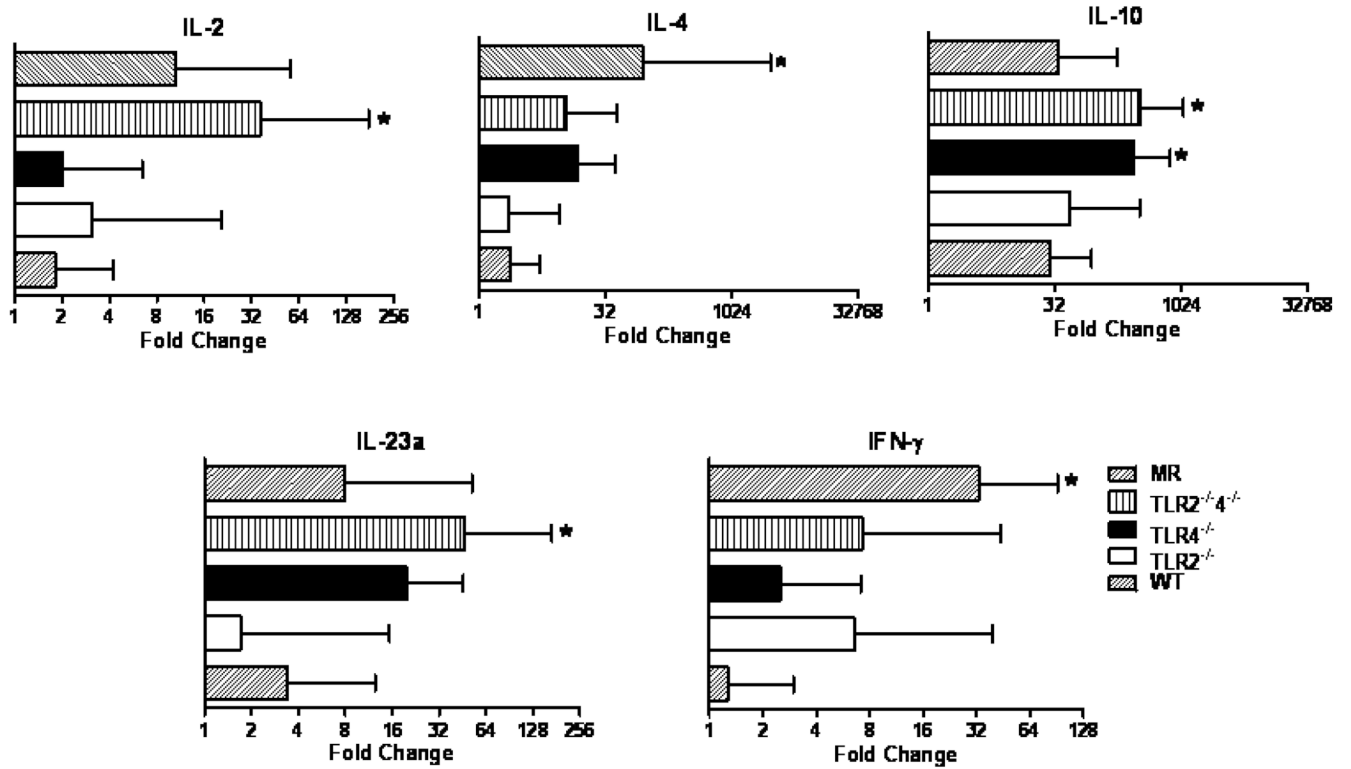 IL-2
*
1 2 4 8 16 32 64 128 256
Fold Change
IL-4
*
1 32 1024 32768
Fold Change
IL-10
*
*
1 32 1024 32768
Fold Change
IL-23a
*
1 2 4 8 16 32 64 128 256
Fold Change
IFN-γ
*
1 2 4 8 16 32 64 128
Fold Change
MR
TLR2⁻/⁻4⁻/⁻
TLR4⁻/⁻
TLR2⁻/⁻
WT